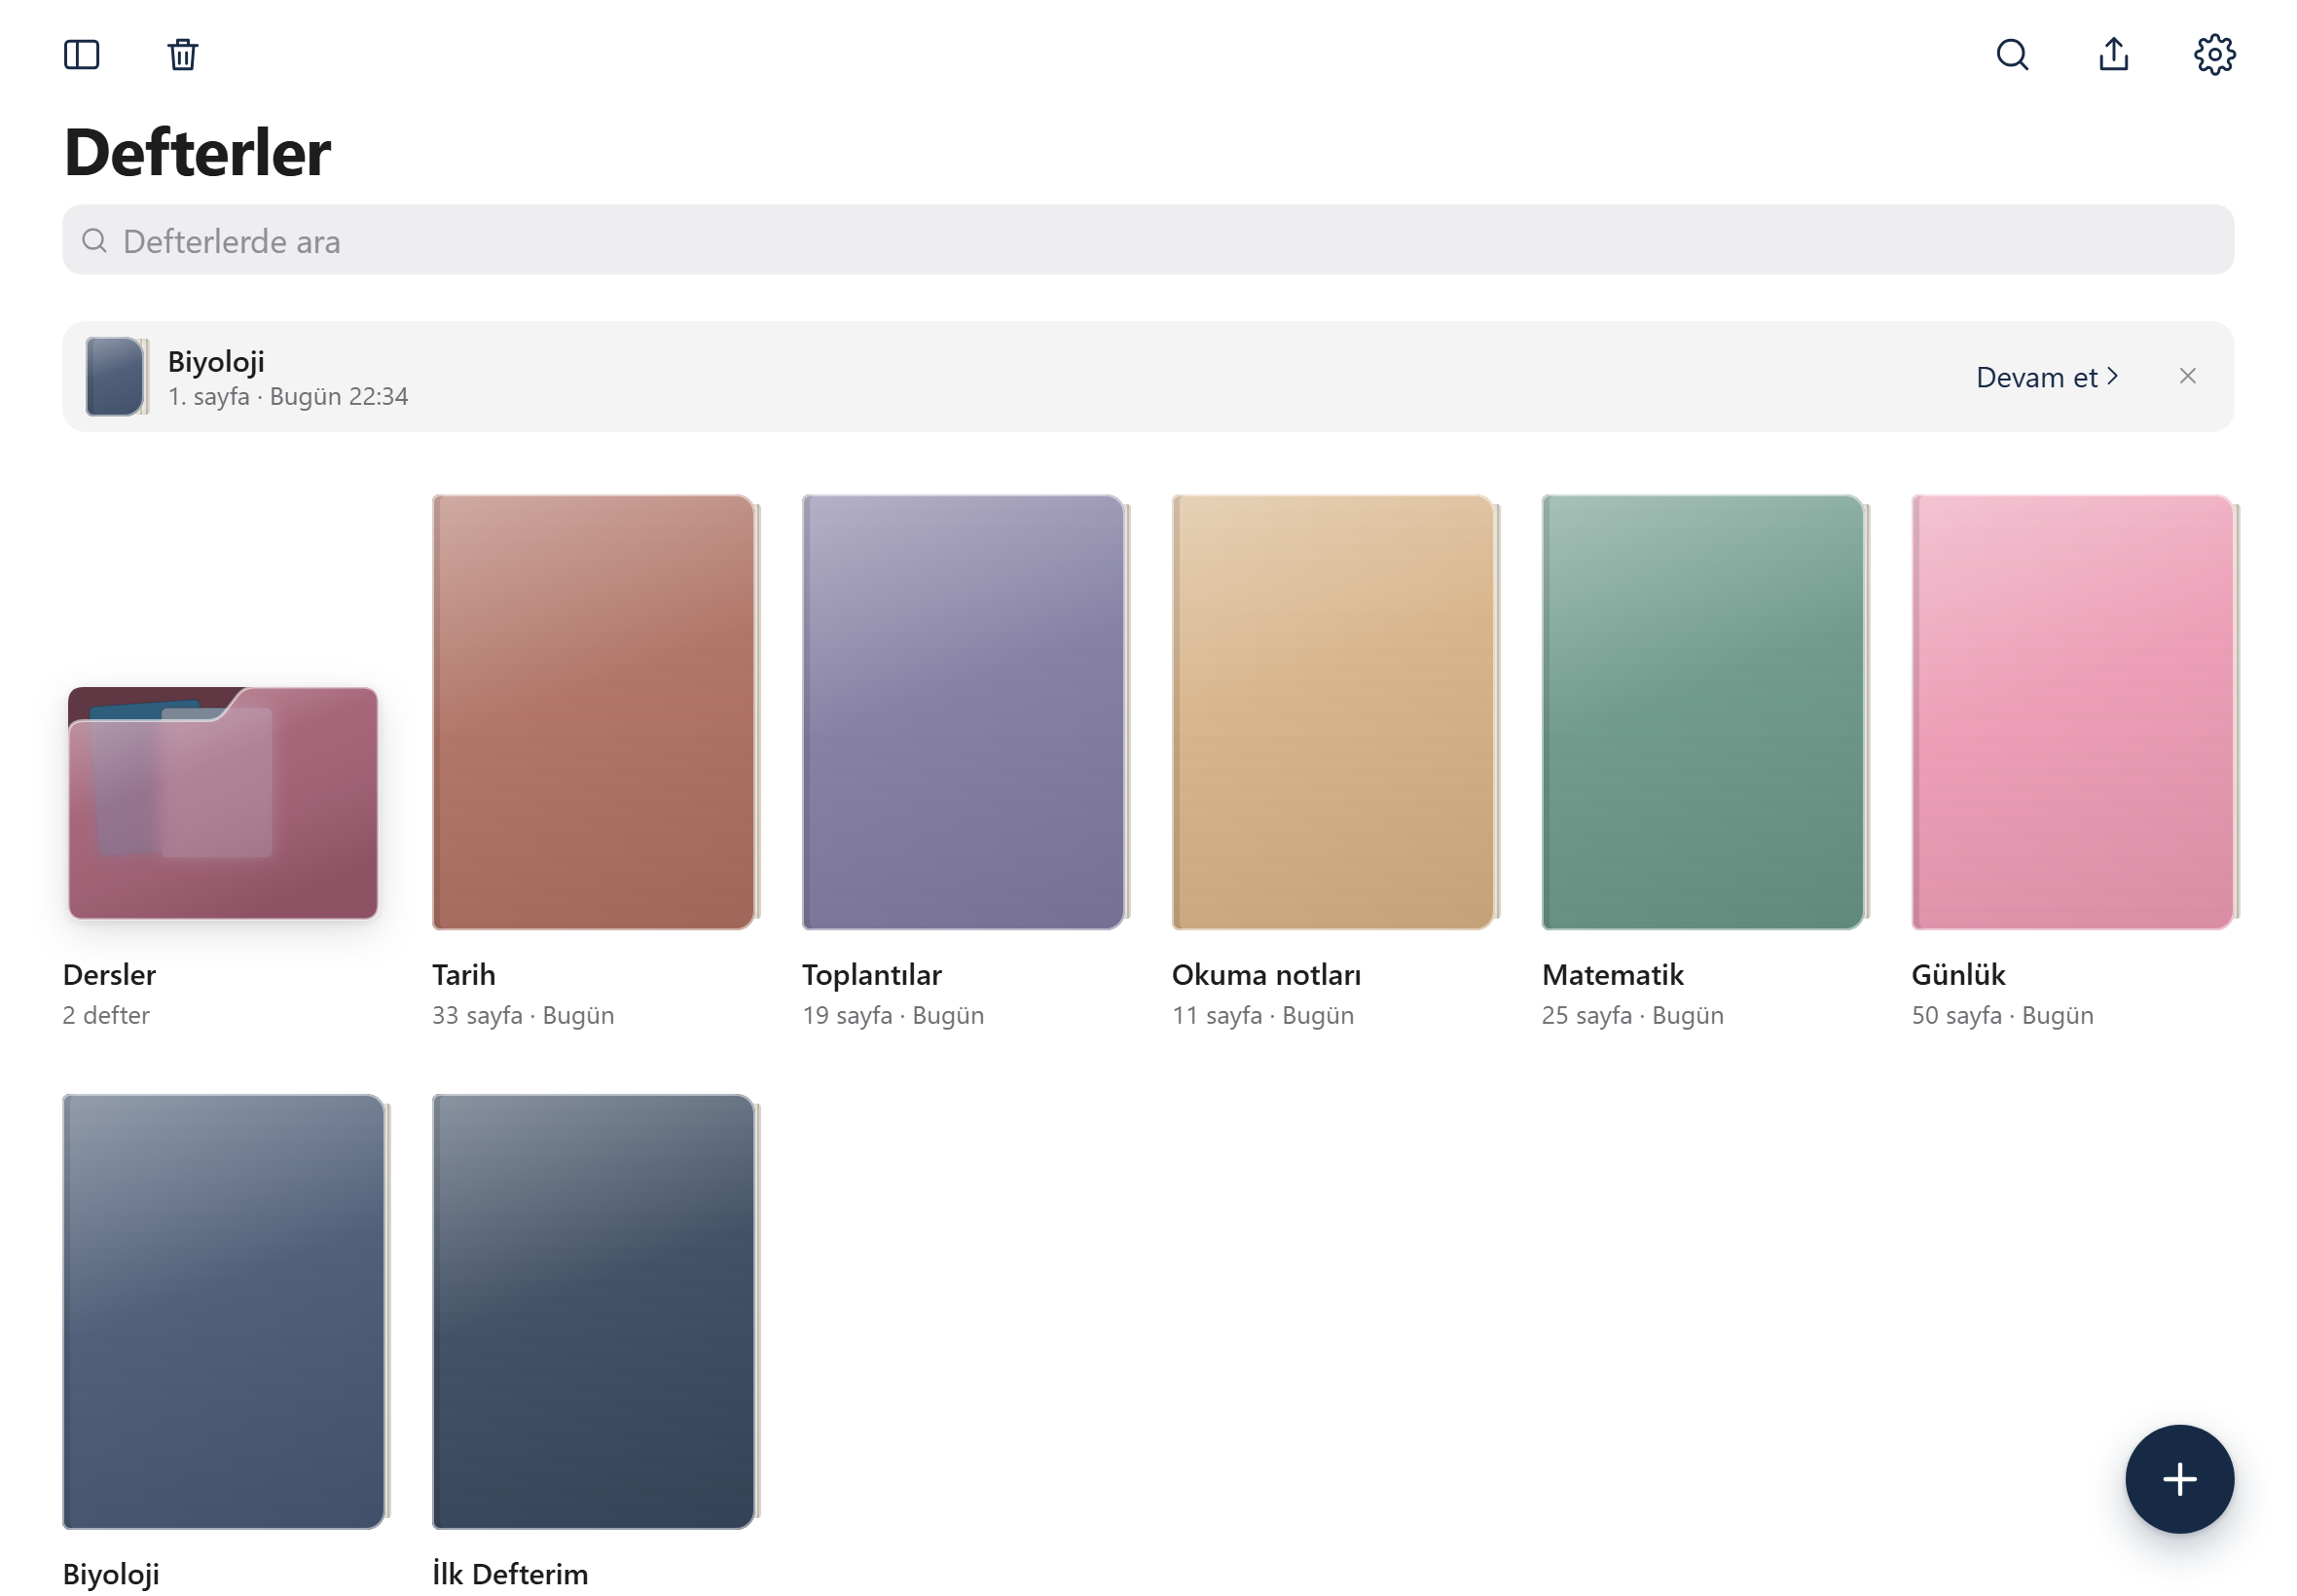 Defterler
Defterlerde ara
Biyoloji
1. sayfa · Bugün 22:34
Devam et
Dersler
2 defter
Tarih
33 sayfa · Bugün
Toplantılar
19 sayfa · Bugün
Okuma notları
11 sayfa · Bugün
Matematik
25 sayfa · Bugün
Günlük
50 sayfa · Bugün
Biyoloji
İlk Defterim